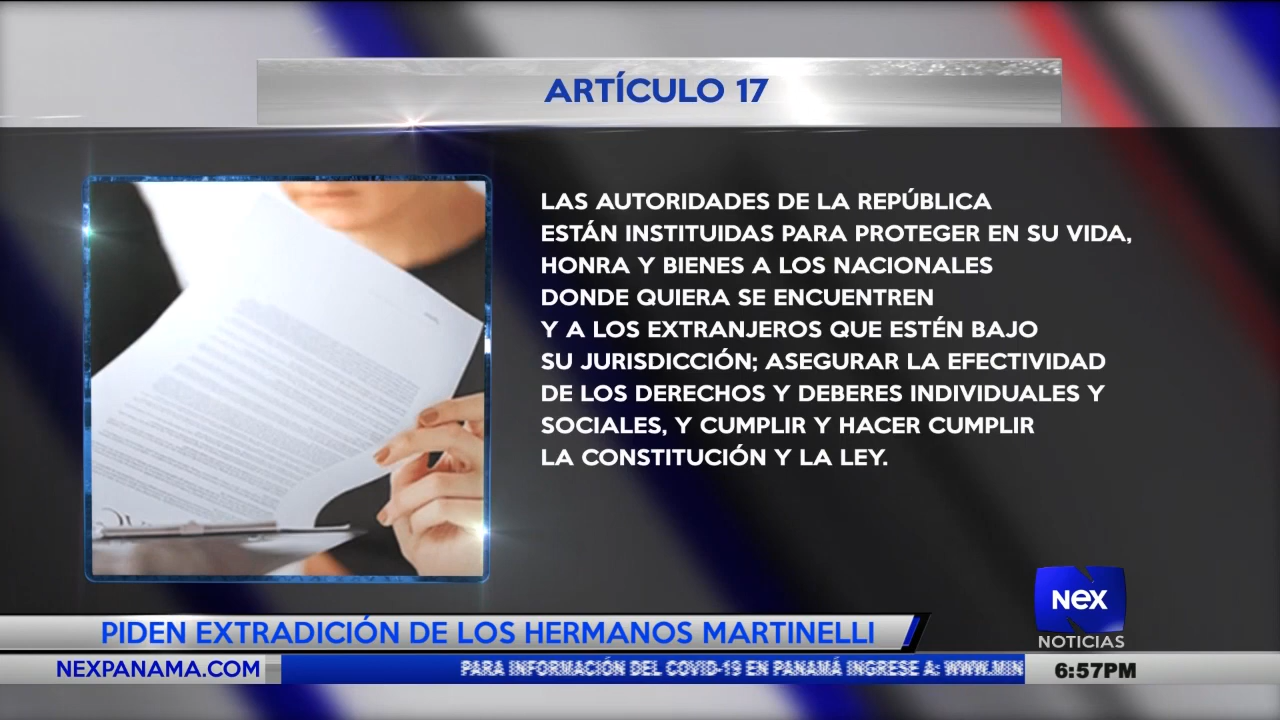 ARTÍCULO 17
LAS AUTORIDADES DE LA REPÚBLICA
ESTÁN INSTITUIDAS PARA PROTEGER EN SU VIDA,
HONRA Y BIENES A LOS NACIONALES
DONDE QUIERA SE ENCUENTREN
Y A LOS EXTRANJEROS QUE ESTÉN BAJO
SU JURISDICCIÓN; ASEGURAR LA EFECTIVIDAD
DE LOS DERECHOS Y DEBERES INDIVIDUALES Y
SOCIALES, Y CUMPLIR Y HACER CUMPLIR
LA CONSTITUCIÓN Y LA LEY.
NEX
NOTICIAS
PIDEN EXTRADICIÓN DE LOS HERMANOS MARTINELLI
NEXPANAMA.COM
PARA INFORMACIÓN DEL COVID-19 EN PANAMÁ INGRESE A: WWW.MIN
6:57PM